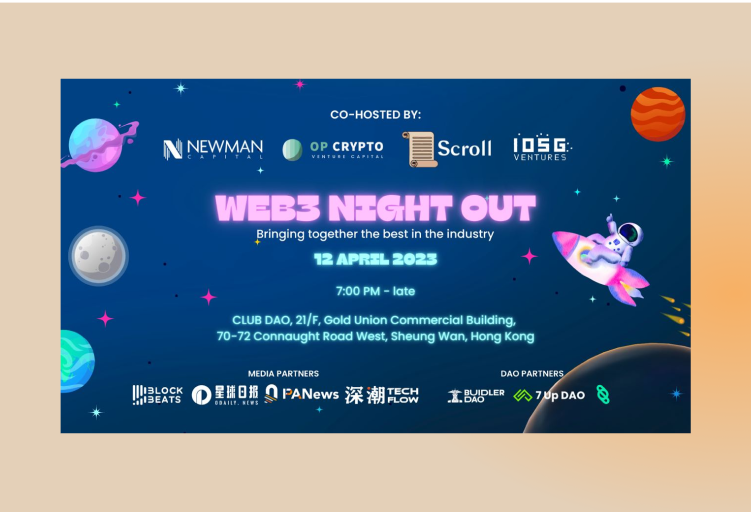 CO-HOSTED BY:
NEWMAN
CAPITAL
OP CRYPTO
VENTURE CAPITAL
Scroll
IOSG
VENTURES
WEB3 NIGHT OUT
Bringing together the best in the industry
12 APRIL 2023
7:00 PM - late
CLUB DAO, 21/F, Gold Union Commercial Building,
70-72 Connaught Road West, Sheung Wan, Hong Kong
MEDIA PARTNERS
DAO PARTNERS
BLOCK
BEATS
星球日报
ODAILY. NEWS
PANews
深潮 TECH
FLOW
BUIDLER
DAO
7 Up DAO